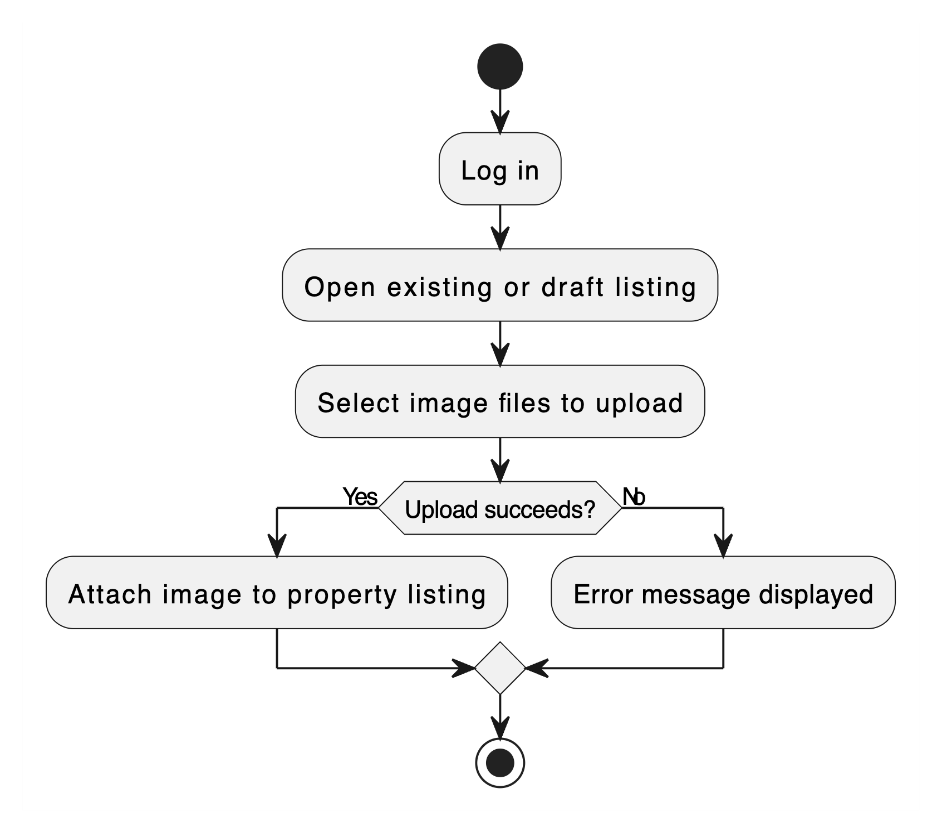 Log in
Open existing or draft listing
Select image files to upload
Yes
Upload succeeds?
No
Attach image to property listing
Error message displayed